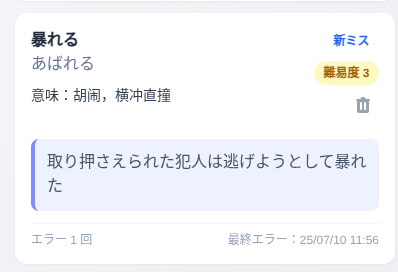 暴れる
新ミス
あばれる
難易度 3
意味：胡闹，横冲直撞
取り押さえられた犯人は逃げようとして暴れ
た
エラー 1 回
最終エラー：25/07/10 11:56